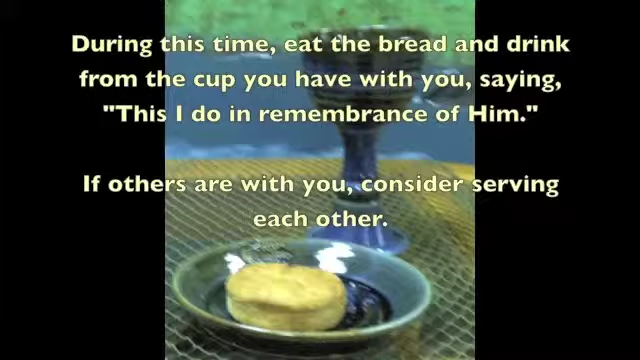 During this time, eat the bread and drink
from the cup you have with you, saying,
"This I do in remembrance of Him."
If others are with you, consider serving
each other.